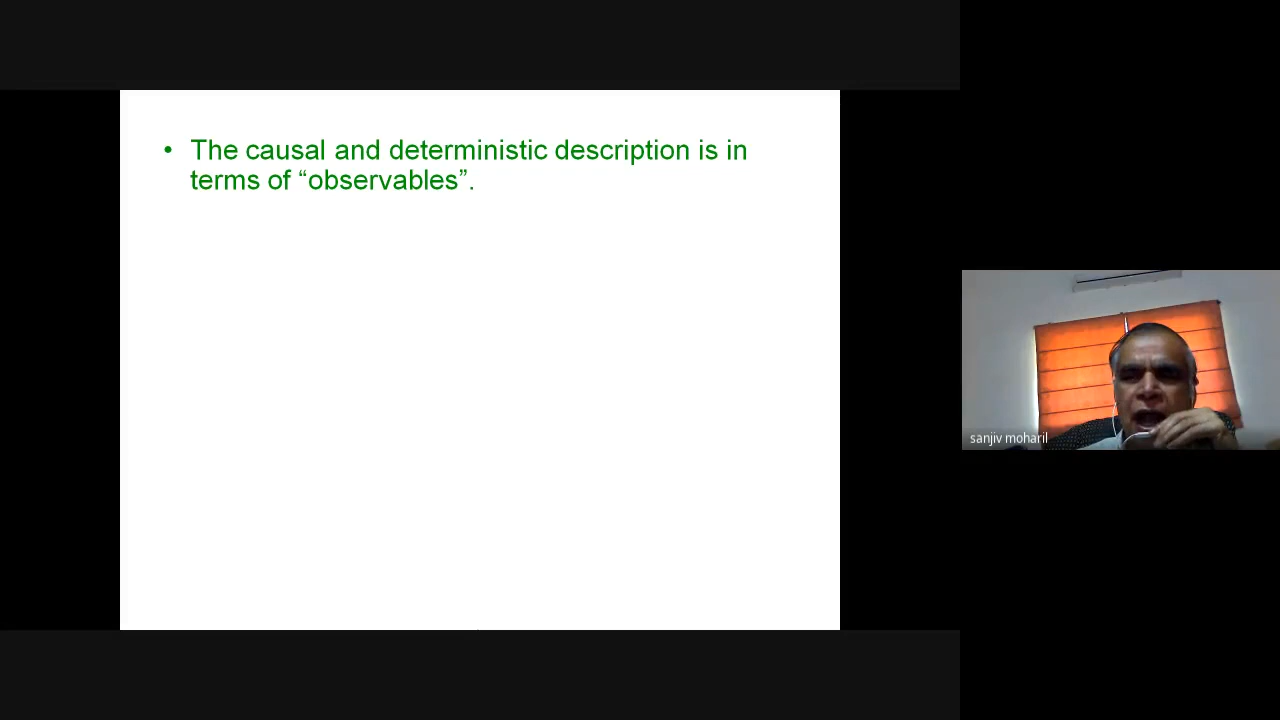 • The causal and deterministic description is in
terms of “observables”.
sanjiv moharil